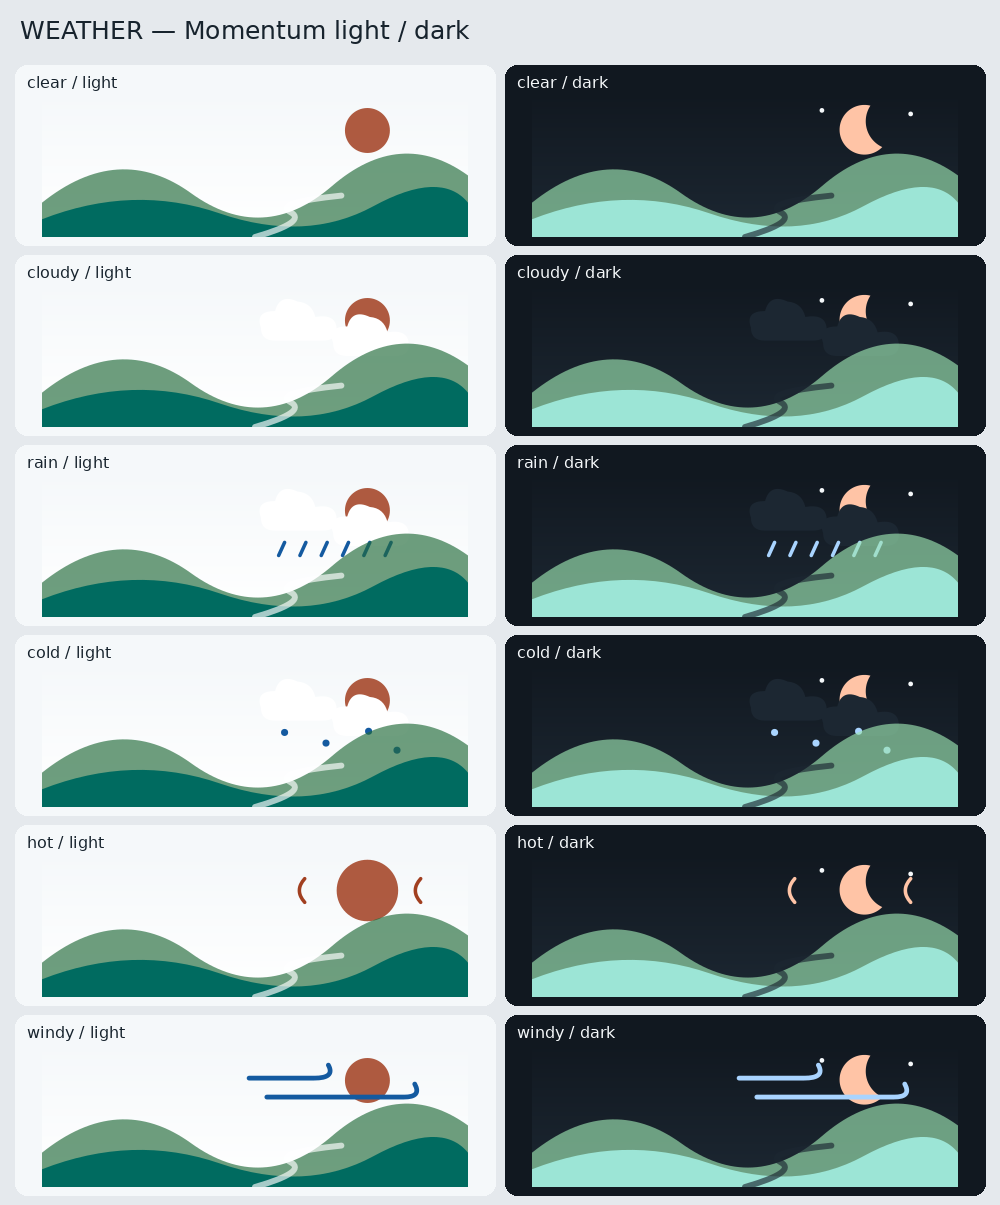 WEATHER — Momentum light / dark
clear / light
clear / dark
cloudy / light
cloudy / dark
rain / light
rain / dark
cold / light
cold / dark
hot / light
hot / dark
windy / light
windy / dark